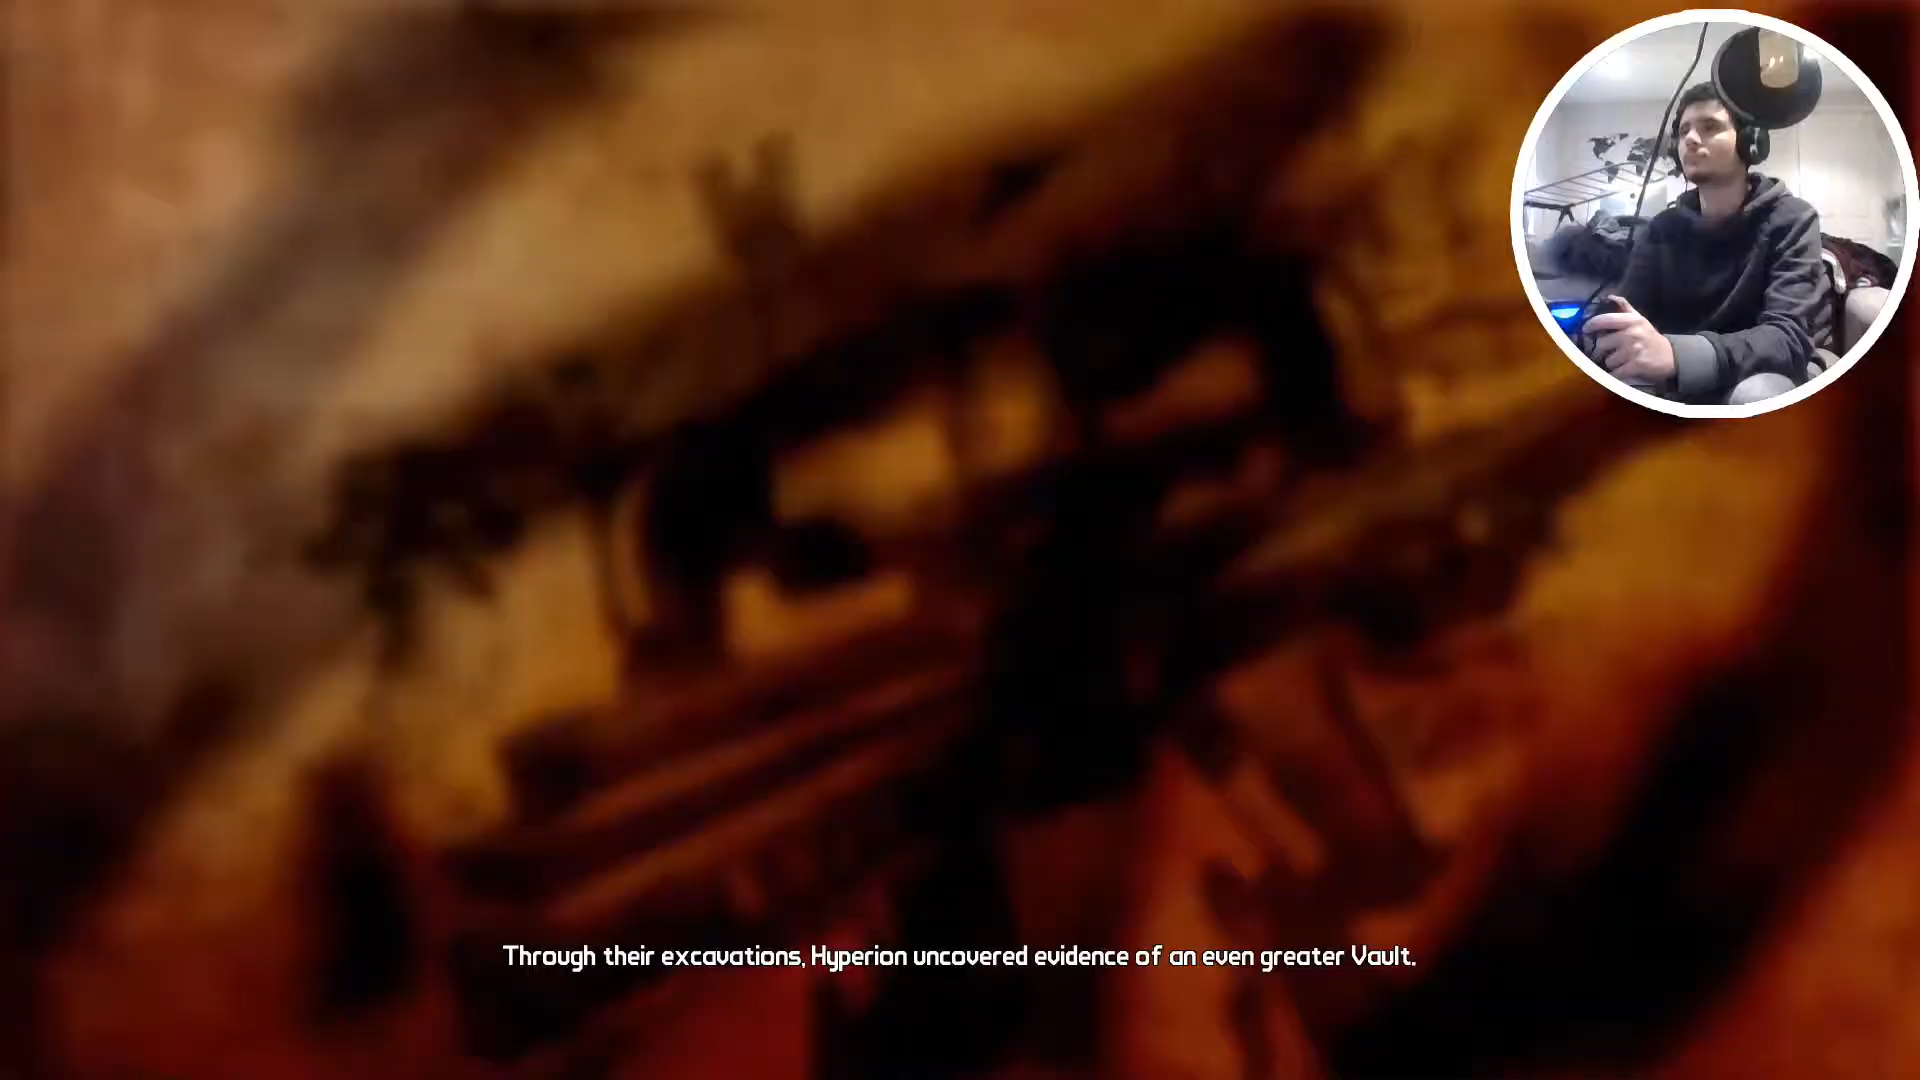 Through their excavations, Hyperion uncovered evidence of an even greater Vault.